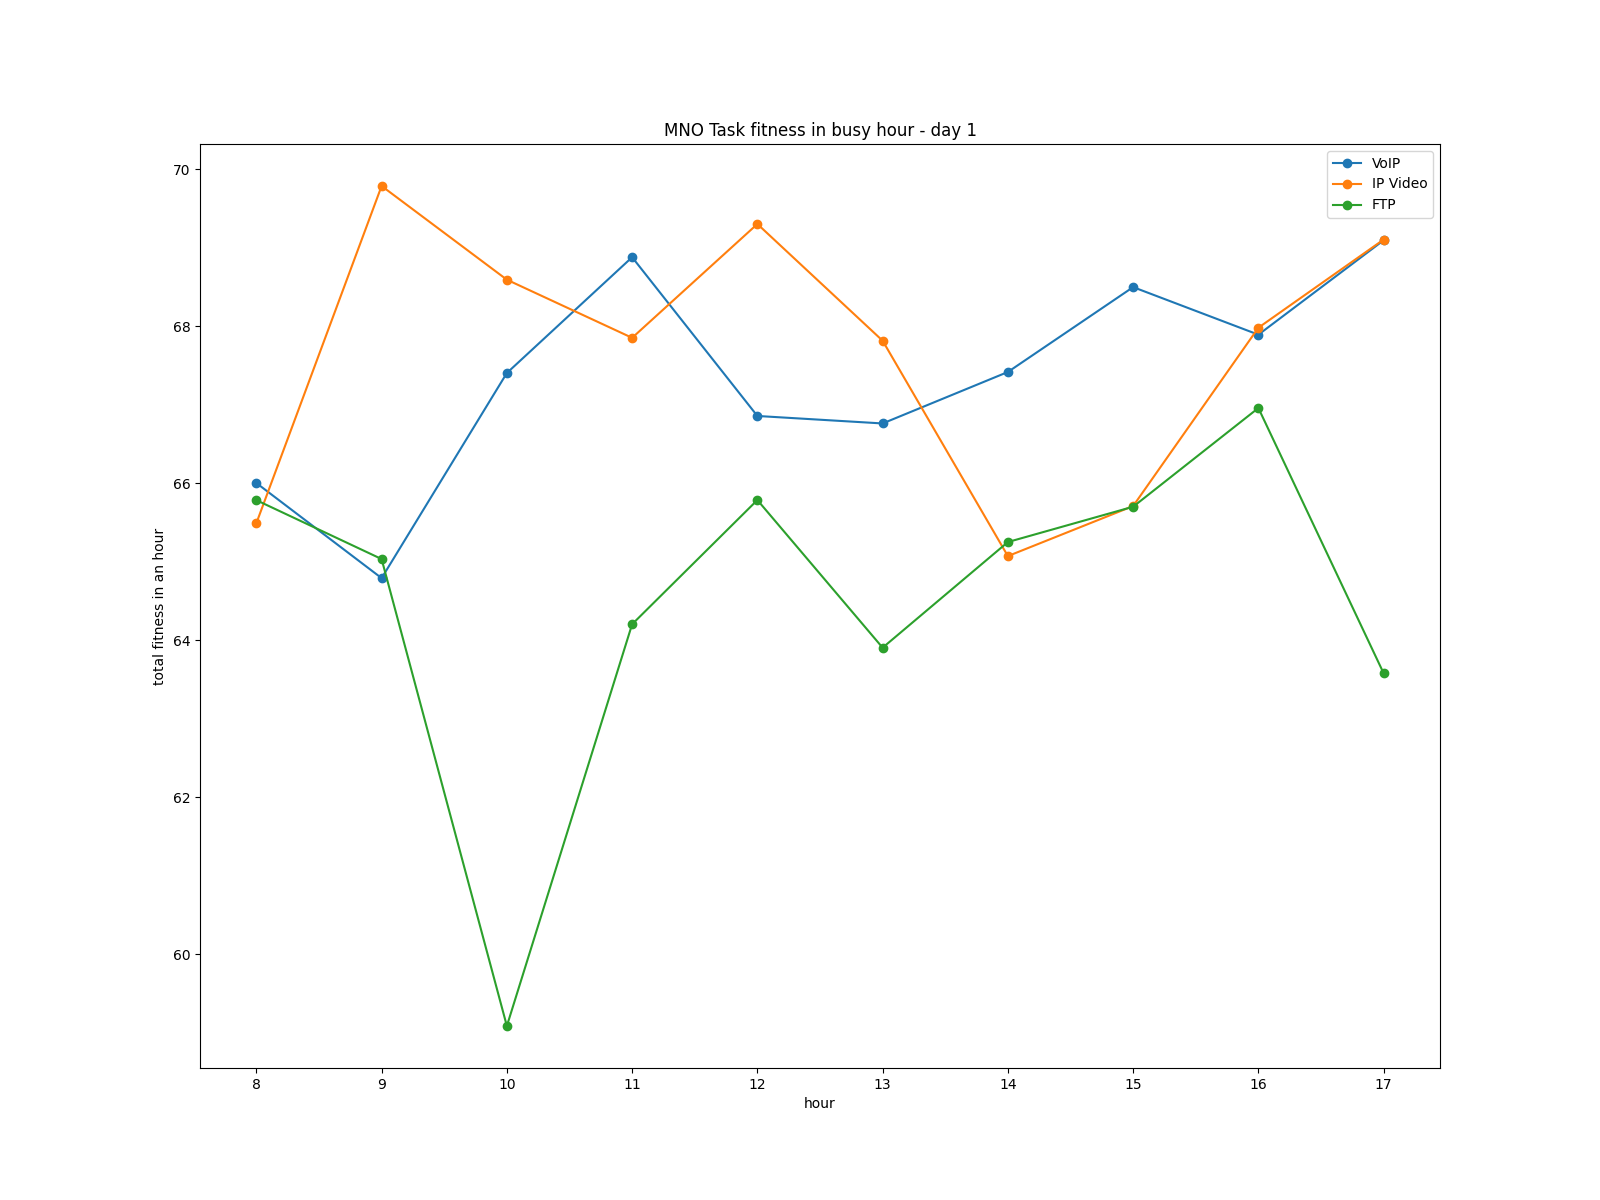 MNO Task fitness in busy hour - day 1
VoIP
IP Video
FTP
70
68
66
64
62
60
total fitness in an hour
8 9 10 11 12 13 14 15 16 17
hour